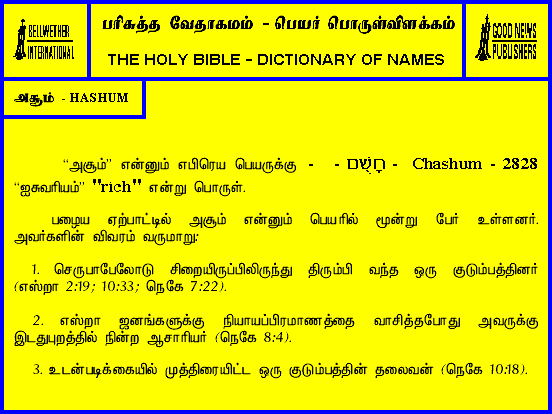 BELLWETHER
INTERNATIONAL
பரிசுத்த வேதாகமம் - பெயர் பொருள்விளக்கம்
THE HOLY BIBLE - DICTIONARY OF NAMES
GOOD NEWS
PUBLISHERS
அசூம் - HASHUM
“அசூம்” என்னும் எபிரெய பெயருக்கு - - חָשֻׁם - Chashum - 2828
“ஐசுவரியம்” "rich" என்று பொருள்.
பழைய ஏற்பாட்டில் அசூம் என்னும் பெயரில் மூன்று பேர் உள்ளனர்.
அவர்களின் விவரம் வருமாறு:
1. செருபாபேலோடு சிறையிருப்பிலிருந்து திரும்பி வந்த ஒரு குடும்பத்தினர்
(எஸ்றா 2:19; 10:33; நெகே 7:22).
2. எஸ்றா ஜனங்களுக்கு நியாயப்பிரமாணத்தை வாசித்தபோது அவருக்கு
இடதுபுறத்தில் நின்ற ஆசாரியர் (நெகே 8:4).
3. உடன்படிக்கையில் முத்திரையிட்ட ஒரு குடும்பத்தின் தலைவன் (நெகே 10:18).